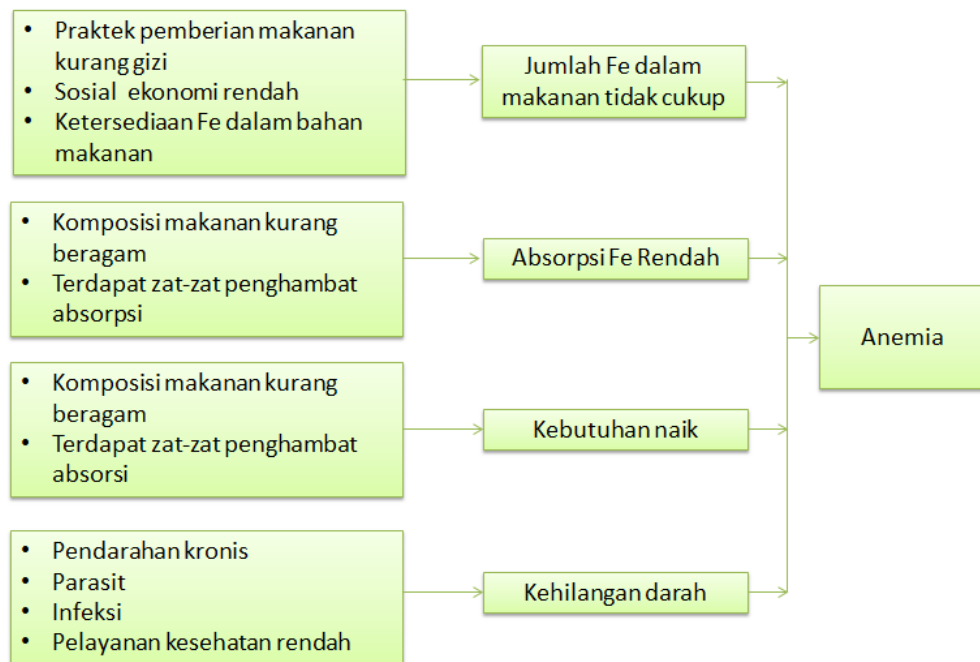 • Praktek pemberian makanan
kurang gizi
• Sosial ekonomi rendah
• Ketersediaan Fe dalam bahan
makanan
Jumlah Fe dalam
makanan tidak cukup
• Komposisi makanan kurang
beragam
• Terdapat zat-zat penghambat
absorpsi
Absorpsi Fe Rendah
• Komposisi makanan kurang
beragam
• Terdapat zat-zat penghambat
absorsi
Kebutuhan naik
• Pendarahan kronis
• Parasit
• Infeksi
• Pelayanan kesehatan rendah
Kehilangan darah
Anemia